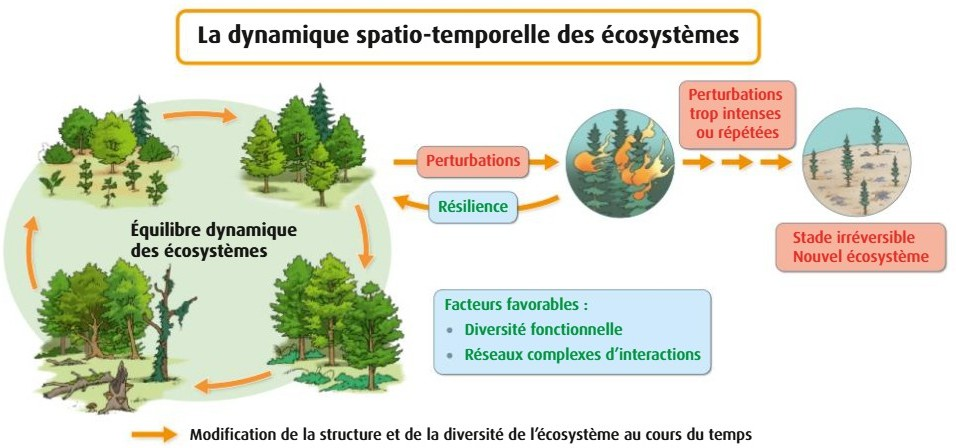 La dynamique spatio-temporelle des écosystèmes
Perturbations
trop intenses
ou répétées
Perturbations
Résilience
Équilibre dynamique
des écosystèmes
Stade irréversible
Nouvel écosystème
Facteurs favorables :
• Diversité fonctionnelle
• Réseaux complexes d'interactions
Modification de la structure et de la diversité de l'écosystème au cours du temps